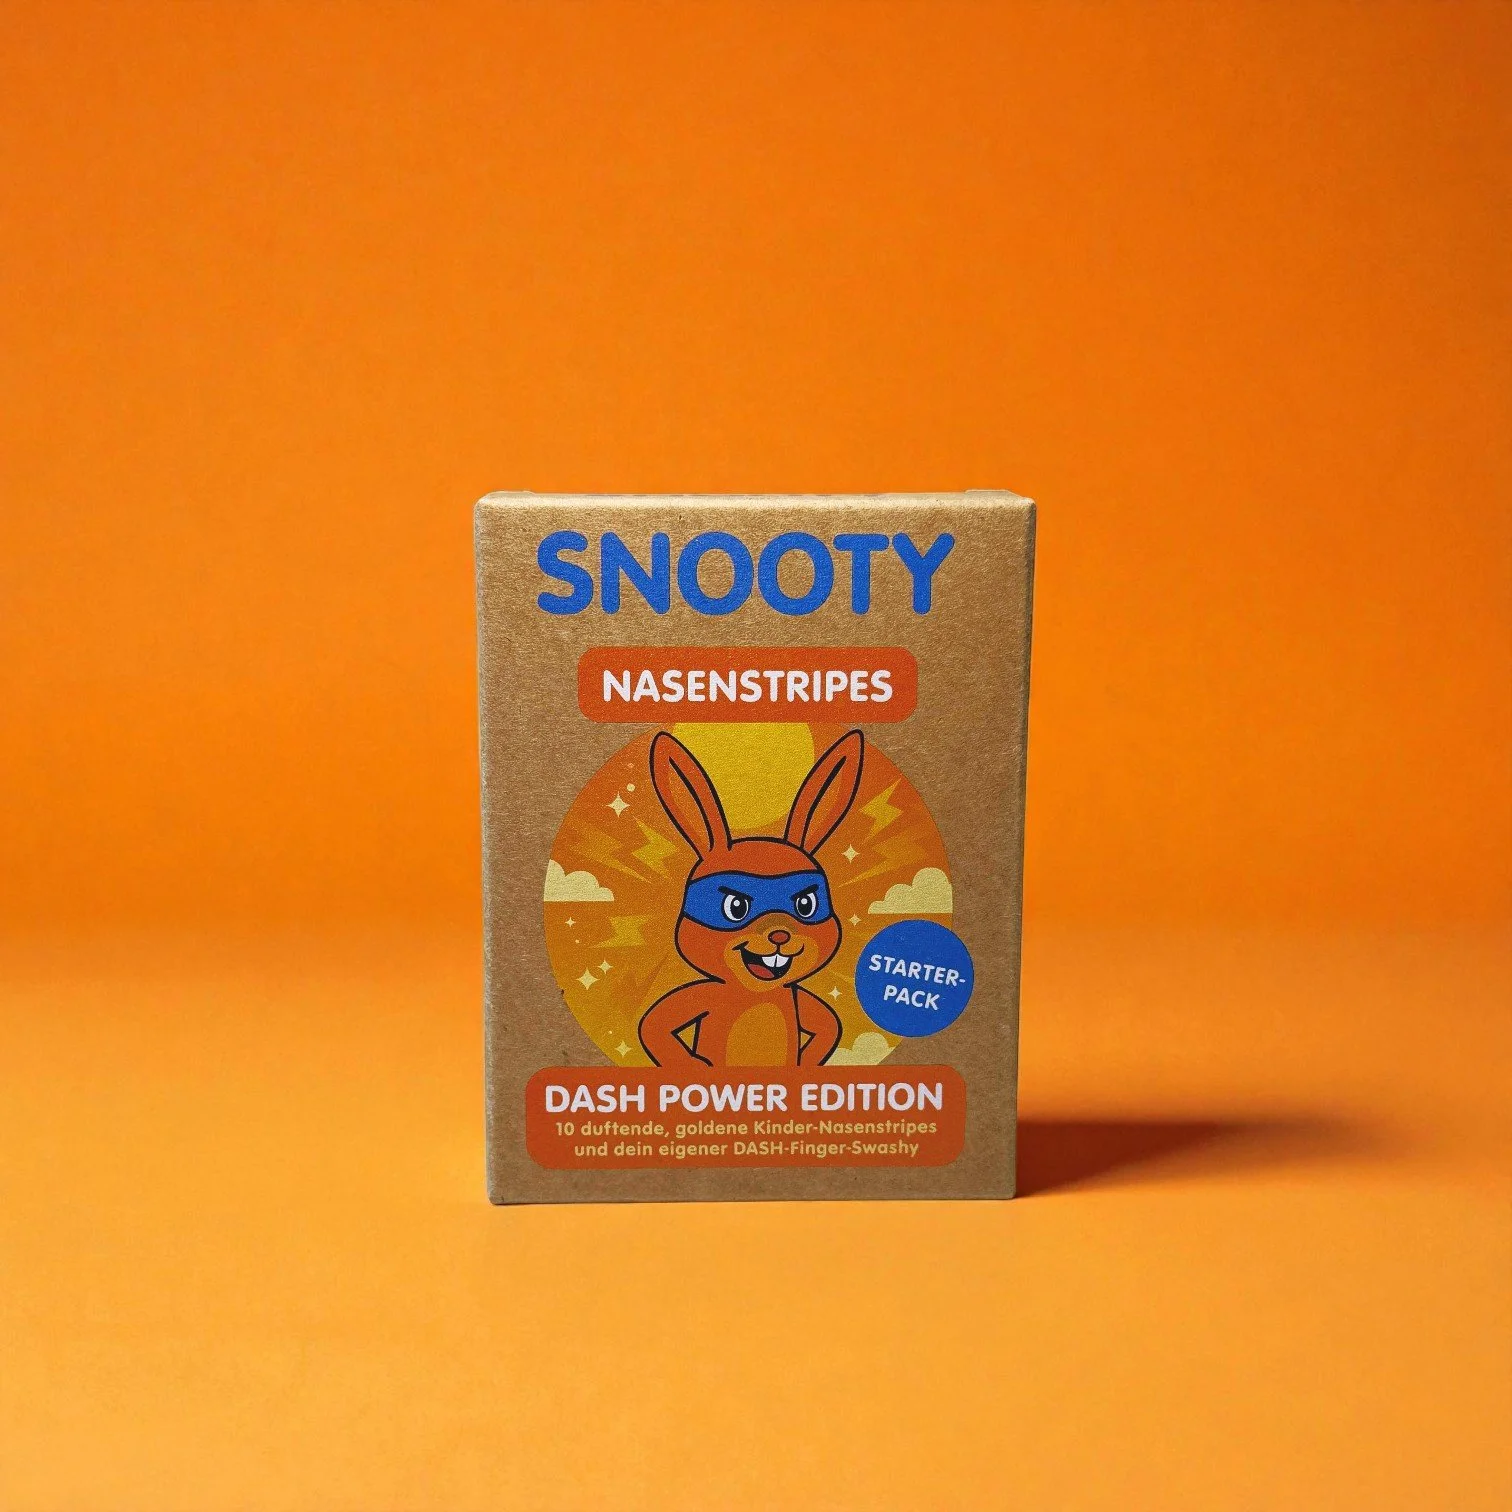 SNOOTY
NASENSTRIPES
STARTER-
PACK
DASH POWER EDITION
10 duftende, goldene Kinder-Nasenstripes
und dein eigener DASH-Finger-Swashy